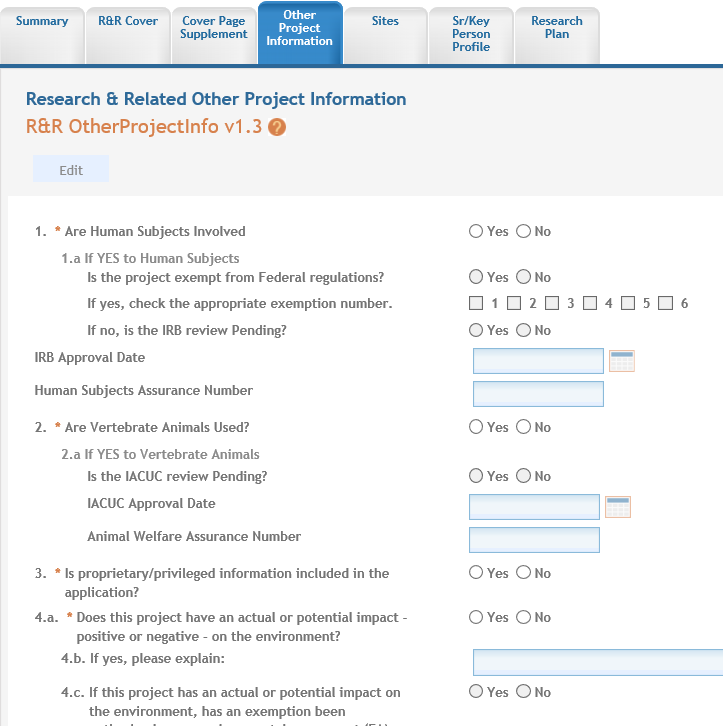 Summary
R&R Cover
Cover Page
Supplement
Other
Project
Information
Sites
Sr/Key
Person
Profile
Research
Plan
Research & Related Other Project Information
R&R OtherProjectInfo v1.3 ?
Edit
1. * Are Human Subjects Involved Yes No
1.a If YES to Human Subjects
Is the project exempt from Federal regulations? Yes No
If yes, check the appropriate exemption number. 1 2 3 4 5 6
If no, is the IRB review Pending? Yes No
IRB Approval Date
Human Subjects Assurance Number
2. * Are Vertebrate Animals Used? Yes No
2.a If YES to Vertebrate Animals
Is the IACUC review Pending? Yes No
IACUC Approval Date
Animal Welfare Assurance Number
3. * Is proprietary/privileged information included in the Yes No
application?
4.a. * Does this project have an actual or potential impact - Yes No
positive or negative - on the environment?
4.b. If yes, please explain:
4.c. If this project has an actual or potential impact on Yes No
the environment, has an exemption been